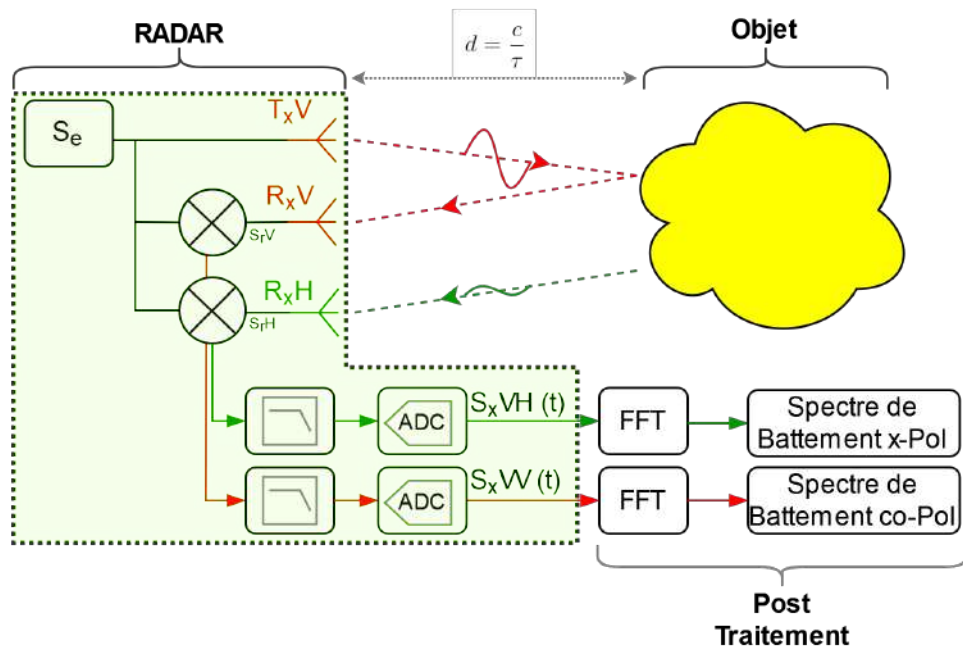 RADAR
d = c/τ
Objet
Se
TxV
RxV
SrV
RxH
SrH
ADC
SxVH (t)
FFT
Spectre de
Battement x-Pol
ADC
SxVV (t)
FFT
Spectre de
Battement co-Pol
Post
Traitement